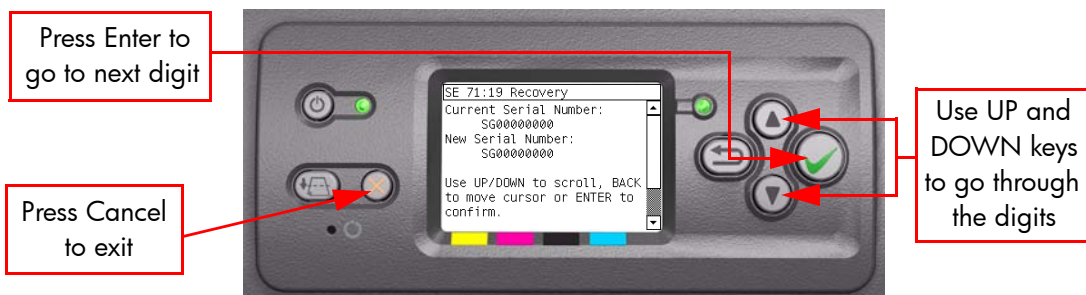 Press Enter to
go to next digit
SE 71:19 Recovery
Current Serial Number:
SG00000000
New Serial Number:
SG00000000
Use UP/DOWN to scroll, BACK
to move cursor or ENTER to
confirm.
Press Cancel
to exit
Use UP and
DOWN keys
to go through
the digits